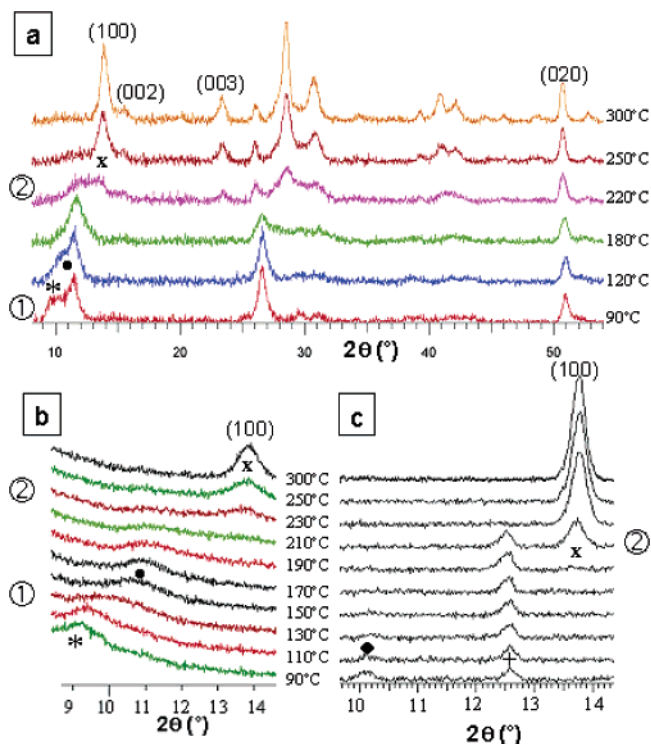 a
(100)
(002)
(003)
(020)
300°C
x
250°C
②
220°C
180°C
●
120°C
*
①
90°C
10 20 30 40 50
2θ (°)
b
(100)
x
300°C
②
250°C
230°C
210°C
190°C
●
170°C
①
150°C
130°C
*
110°C
90°C
9 10 11 12 13 14
2θ (°)
c
(100)
②
x
◆
†
10 11 12 13 14
2θ (°)